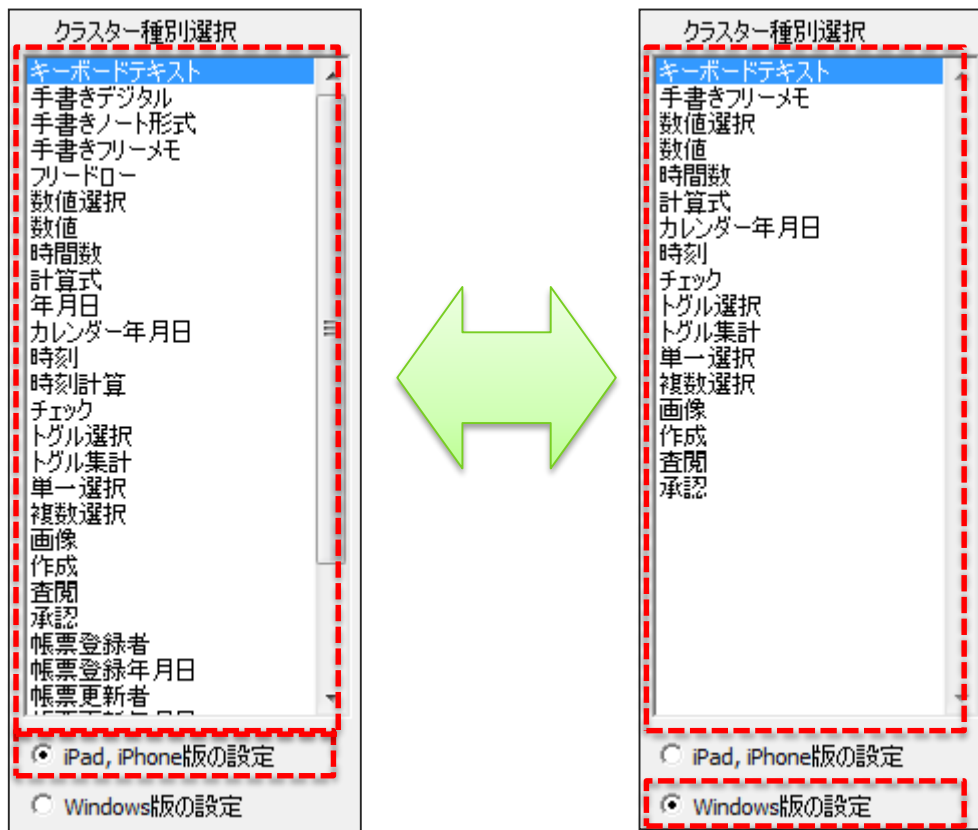 クラスター種別選択
キーボードテキスト
手書きデジタル
手書きノート形式
手書きフリーメモ
フリードロー
数値選択
数値
時間数
計算式
年月日
カレンダー年月日
時刻
時刻計算
チェック
トグル選択
トグル集計
単一選択
複数選択
画像
作成
査閲
承認
帳票登録者
帳票登録年月日
帳票更新者
iPad, iPhone版の設定
Windows版の設定
クラスター種別選択
キーボードテキスト
手書きフリーメモ
数値選択
数値
時間数
計算式
カレンダー年月日
時刻
チェック
トグル選択
トグル集計
単一選択
複数選択
画像
作成
査閲
承認
iPad, iPhone版の設定
Windows版の設定